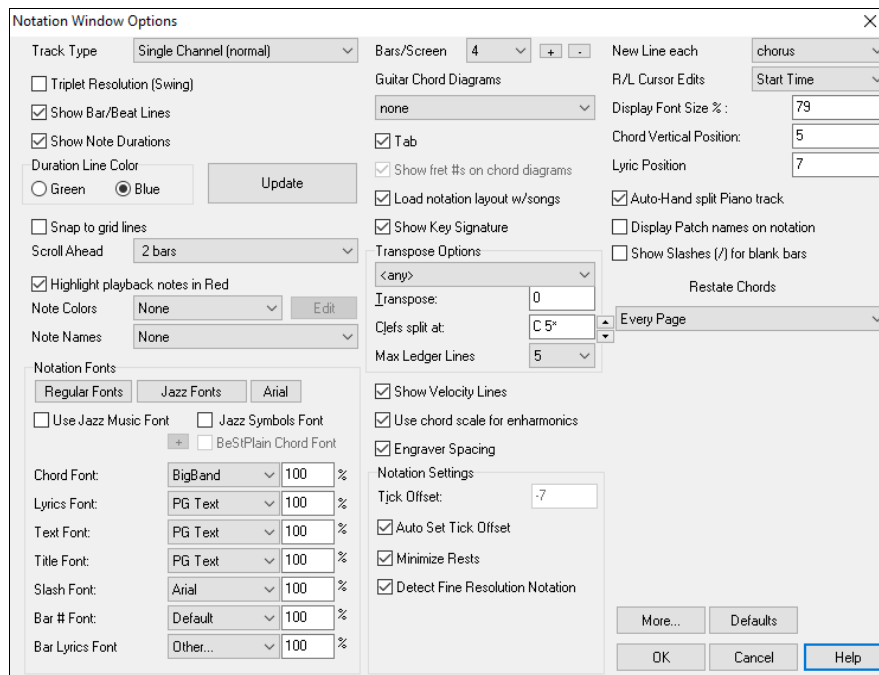 Notation Window Options
Track Type Single Channel (normal)
Triplet Resolution (Swing)
Show Bar/Beat Lines
Show Note Durations
Duration Line Color
Green Blue
Update
Snap to grid lines
Scroll Ahead 2 bars
Highlight playback notes in Red
Note Colors None Edit
Note Names None
Notation Fonts
Regular Fonts Jazz Fonts Arial
Use Jazz Music Font Jazz Symbols Font
+ BeStPlain Chord Font
Chord Font: BigBand 100 %
Lyrics Font: PG Text 100 %
Text Font: PG Text 100 %
Title Font: PG Text 100 %
Slash Font: Arial 100 %
Bar # Font: Default 100 %
Bar Lyrics Font Other... 100 %
Bars/Screen 4 + -
Guitar Chord Diagrams
none
Tab
Show fret #s on chord diagrams
Load notation layout w/songs
Show Key Signature
Transpose Options
<any>
Transpose: 0
Clefs split at: C 5*
Max Ledger Lines 5
Show Velocity Lines
Use chord scale for enharmonics
Engraver Spacing
Notation Settings
Tick Offset: -7
Auto Set Tick Offset
Minimize Rests
Detect Fine Resolution Notation
New Line each chorus
R/L Cursor Edits Start Time
Display Font Size % : 79
Chord Vertical Position: 5
Lyric Position 7
Auto-Hand split Piano track
Display Patch names on notation
Show Slashes (/) for blank bars
Restate Chords
Every Page
More... Defaults
OK Cancel Help